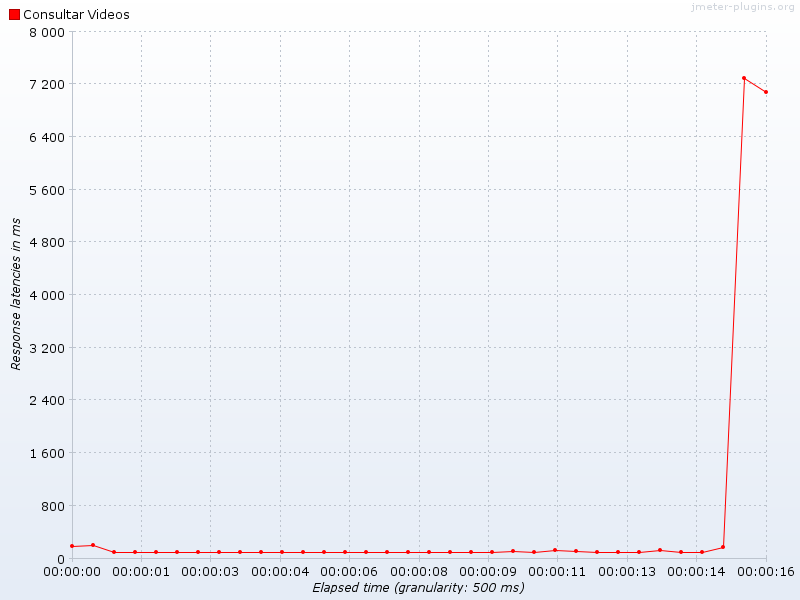 jmeter-plugins.org
Consultar Videos
8 000
7 200
6 400
5 600
4 800
4 000
3 200
2 400
1 600
800
0
Response latencies in ms
00:00:00 00:00:01 00:00:03 00:00:04 00:00:06 00:00:08 00:00:09 00:00:11 00:00:13 00:00:14 00:00:16
Elapsed time (granularity: 500 ms)